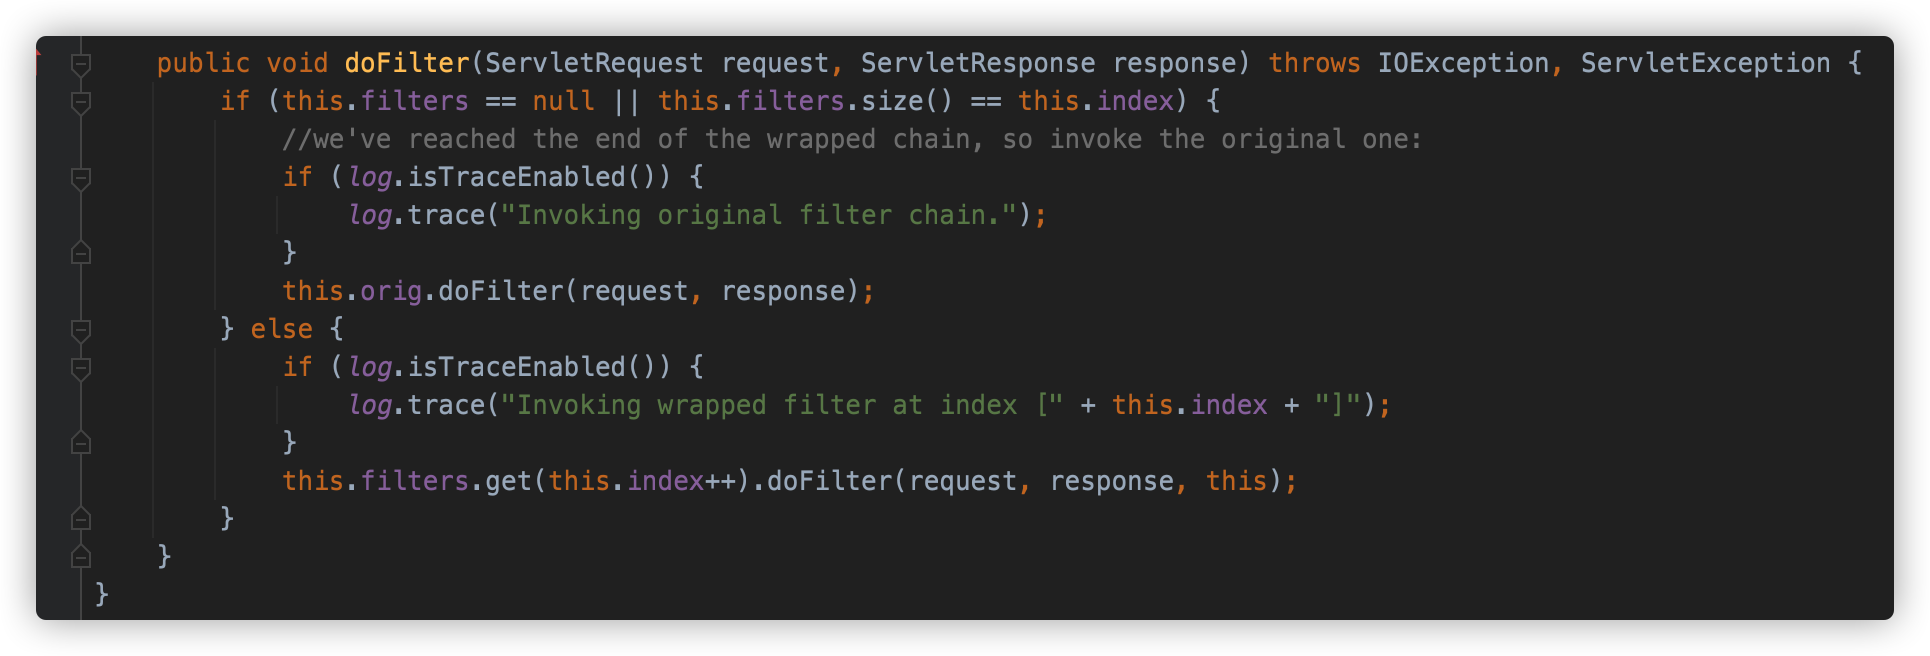 public void doFilter(ServletRequest request, ServletResponse response) throws IOException, ServletException {
if (this.filters == null || this.filters.size() == this.index) {
//we've reached the end of the wrapped chain, so invoke the original one:
if (log.isTraceEnabled()) {
log.trace("Invoking original filter chain.");
}
this.orig.doFilter(request, response);
} else {
if (log.isTraceEnabled()) {
log.trace("Invoking wrapped filter at index [" + this.index + "]");
}
this.filters.get(this.index++).doFilter(request, response, this);
}
}
}